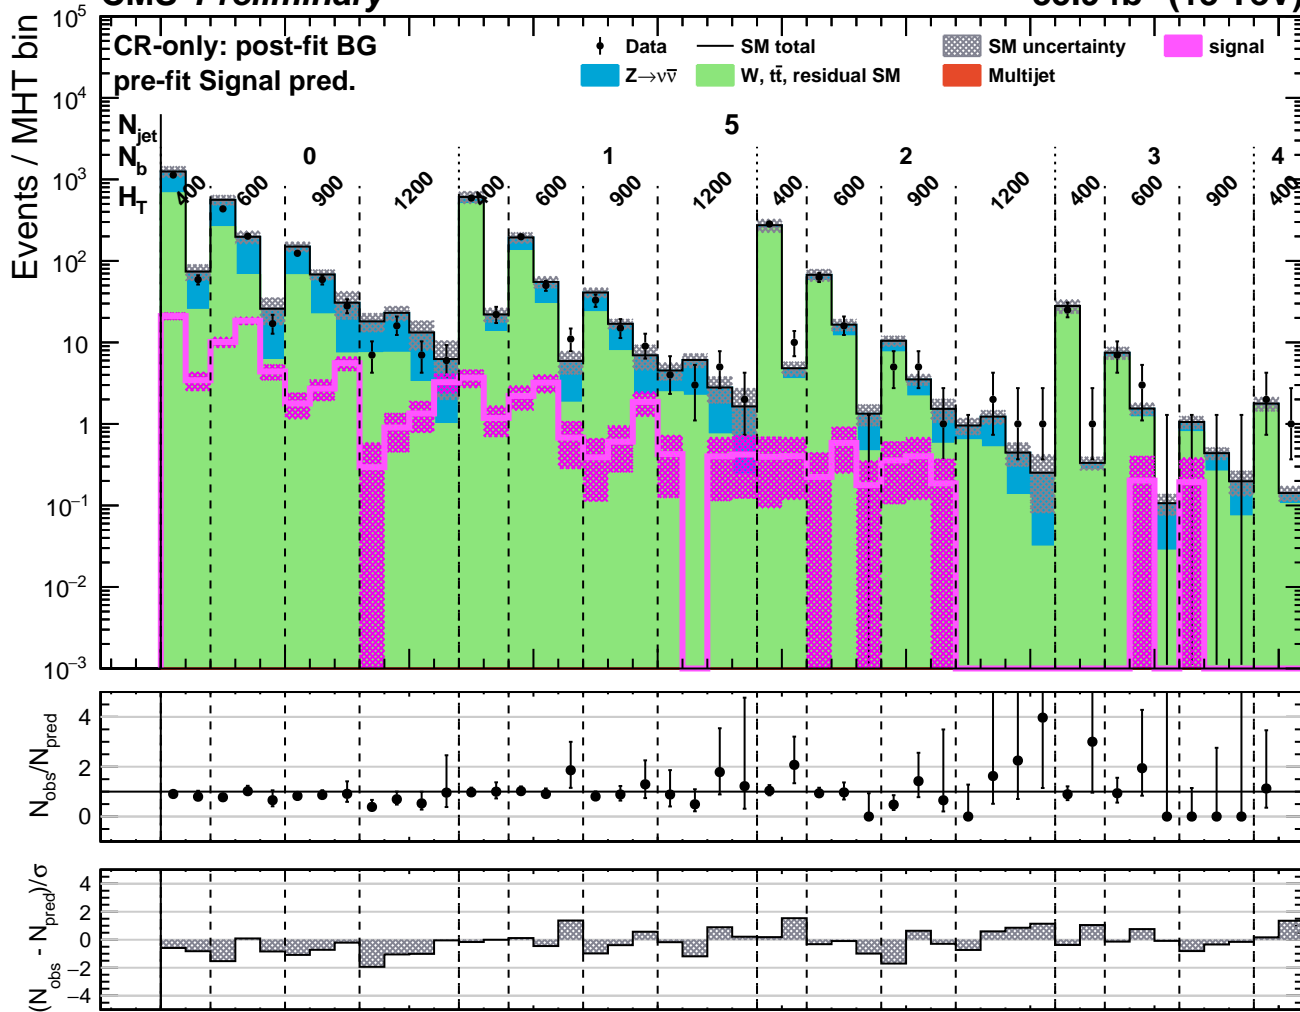 CMS Preliminary
Events / MHT bin
10^5
10^4
10^3
10^2
10
1
10^−1
10^−2
10^−3
CR-only: post-fit BG
pre-fit Signal pred.
Data
SM total
SM uncertainty
signal
Z→νν̄
W, tt̄, residual SM
Multijet
N_jet 5
N_b 0 1 2 3 4
H_T 400 600 900 1200 400 600 900 1200 400 600 900 1200 400 600 900 400
N_obs/N_pred
4
2
0
(N_obs - N_pred)/σ
4
2
0
−2
−4